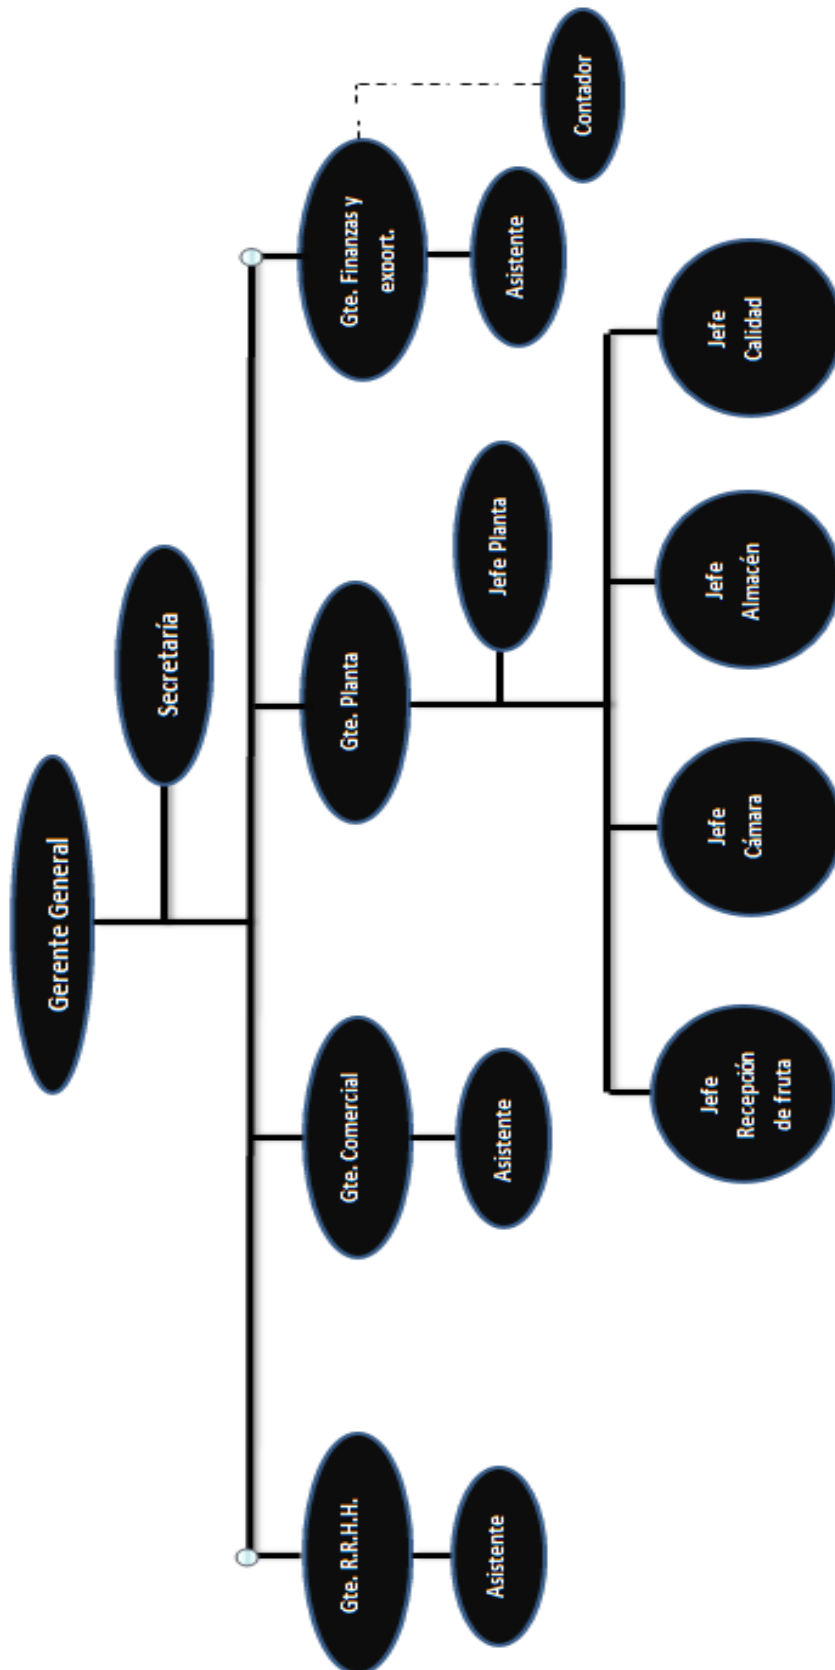 Gerente General
Secretaría
Gte. R.R.H.H.
Gte. Comercial
Gte. Planta
Gte. Finanzas y
export.
Asistente
Asistente
Jefe Planta
Asistente
Contador
Jefe
Recepción
de fruta
Jefe
Cámara
Jefe
Almacén
Jefe
Calidad